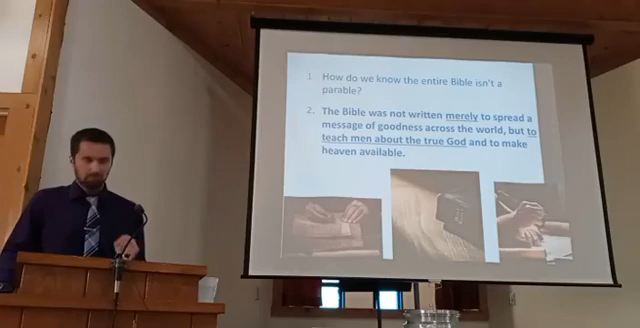 1. How do we know the entire Bible isn't a
parable?
2. The Bible was not written merely to spread a
message of goodness across the world, but to
teach men about the true God and to make
heaven available.